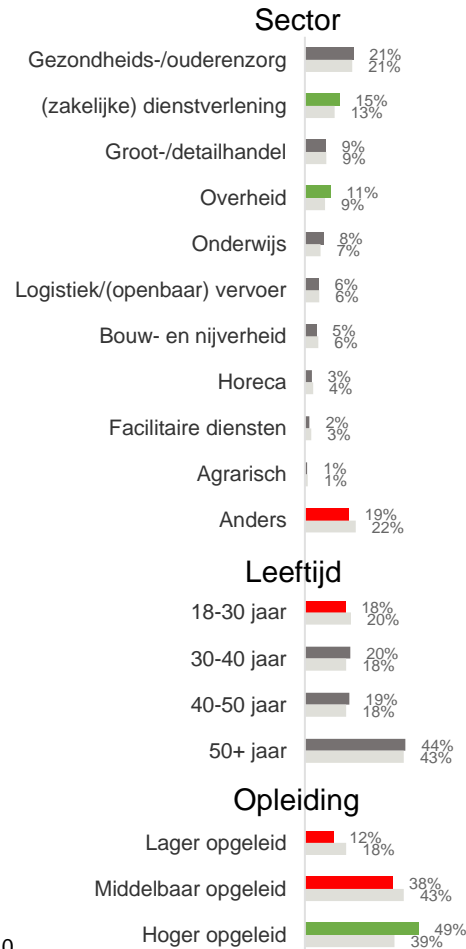 Sector
Gezondheids-/ouderenzorg 21%
21%
(zakelijke) dienstverlening 15%
13%
Groot-/detailhandel 9%
9%
Overheid 11%
9%
Onderwijs 8%
7%
Logistiek/(openbaar) vervoer 6%
6%
Bouw- en nijverheid 5%
6%
Horeca 3%
4%
Facilitaire diensten 2%
3%
Agrarisch 1%
1%
Anders 19%
22%
Leeftijd
18-30 jaar 18%
20%
30-40 jaar 20%
18%
40-50 jaar 19%
18%
50+ jaar 44%
43%
Opleiding
Lager opgeleid 12%
18%
Middelbaar opgeleid 38%
43%
Hoger opgeleid 49%
39%
0